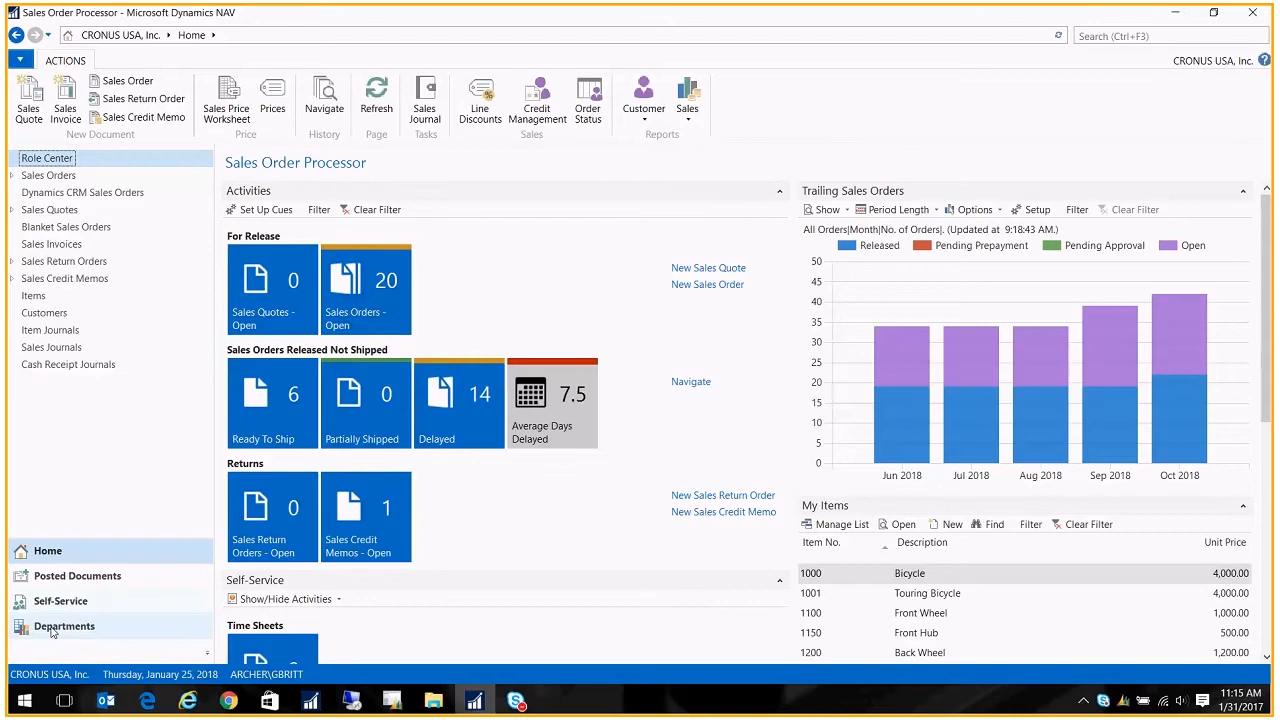 Sales Order Processor - Microsoft Dynamics NAV
CRONUS USA, Inc. Home
Search (Ctrl+F3)
ACTIONS
CRONUS USA, Inc.
Sales Quote
Sales Invoice
Sales Order
Sales Return Order
Sales Credit Memo
New Document
Sales Price Worksheet
Prices
Price
Navigate
History
Refresh
Page
Sales Journal
Tasks
Line Discounts
Credit Management
Order Status
Sales
Customer
Sales
Reports
Role Center
Sales Orders
Dynamics CRM Sales Orders
Sales Quotes
Blanket Sales Orders
Sales Invoices
Sales Return Orders
Sales Credit Memos
Items
Customers
Item Journals
Sales Journals
Cash Receipt Journals
Home
Posted Documents
Self-Service
Departments
Sales Order Processor
Activities
Set Up Cues Filter Clear Filter
For Release
0
Sales Quotes - Open
20
Sales Orders - Open
New Sales Quote
New Sales Order
Sales Orders Released Not Shipped
6
Ready To Ship
0
Partially Shipped
14
Delayed
7.5
Average Days Delayed
Navigate
Returns
0
Sales Return Orders - Open
1
Sales Credit Memos - Open
New Sales Return Order
New Sales Credit Memo
Self-Service
Show/Hide Activities
Time Sheets
Trailing Sales Orders
Show Period Length Options Setup Filter Clear Filter
All Orders|Month|No. of Orders|. (Updated at 9:18:43 AM.)
Released Pending Prepayment Pending Approval Open
50
45
40
35
30
25
20
15
10
5
0
Jun 2018 Jul 2018 Aug 2018 Sep 2018 Oct 2018
My Items
Manage List Open New Find Filter Clear Filter
Item No. Description Unit Price
1000 Bicycle 4,000.00
1001 Touring Bicycle 4,000.00
1100 Front Wheel 1,000.00
1150 Front Hub 500.00
1200 Back Wheel 1,200.00
CRONUS USA, Inc. Thursday, January 25, 2018 ARCHER\GBRITT
11:15 AM
1/31/2017